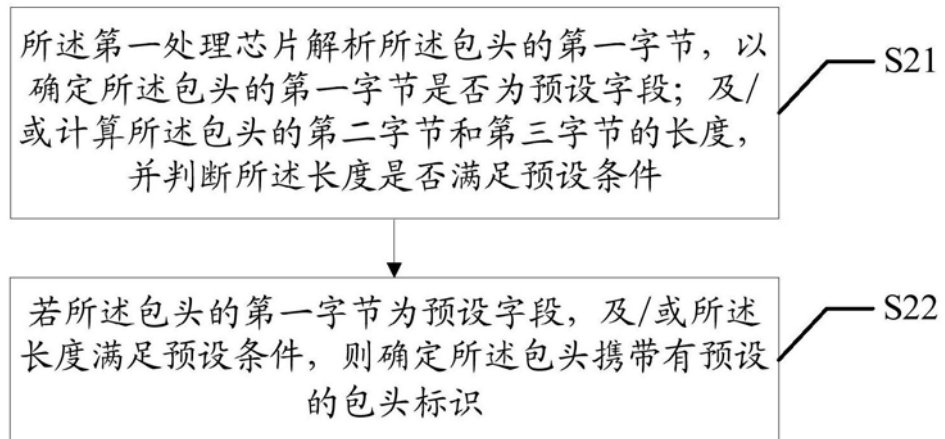 所述第一处理芯片解析所述包头的第一字节，以
确定所述包头的第一字节是否为预设字段；及/
或计算所述包头的第二字节和第三字节的长度，
并判断所述长度是否满足预设条件
S21
若所述包头的第一字节为预设字段，及/或所述
长度满足预设条件，则确定所述包头携带有预设
的包头标识
S22